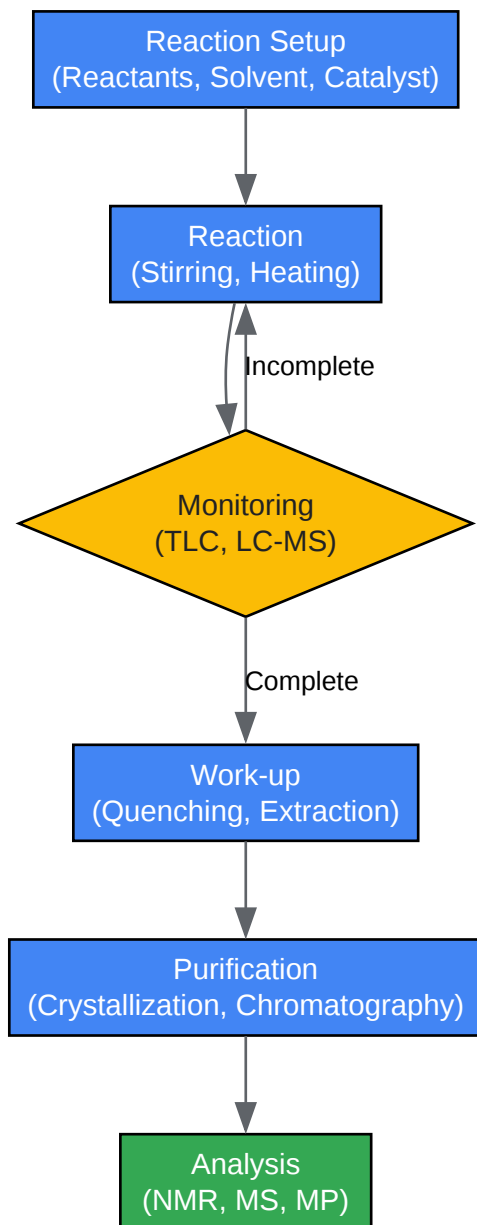 Reaction Setup
(Reactants, Solvent, Catalyst)
Reaction
(Stirring, Heating)
Incomplete
Monitoring
(TLC, LC-MS)
Complete
Work-up
(Quenching, Extraction)
Purification
(Crystallization, Chromatography)
Analysis
(NMR, MS, MP)